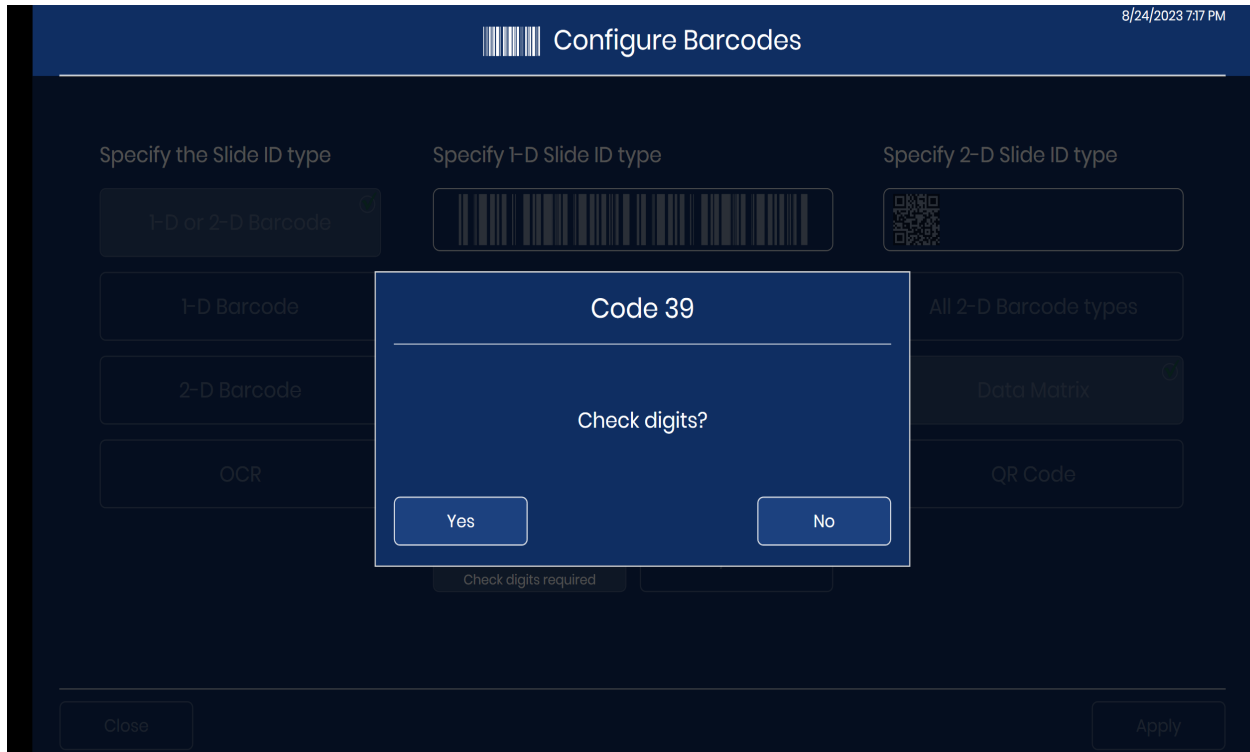 8/24/2023 7:17 PM
Configure Barcodes
Specify the Slide ID type
Specify 1-D Slide ID type
Specify 2-D Slide ID type
1-D or 2-D Barcode
1-D Barcode
All 2-D Barcode types
2-D Barcode
Data Matrix
OCR
QR Code
Code 39
Check digits?
Yes
No
Check digits required
Close
Apply